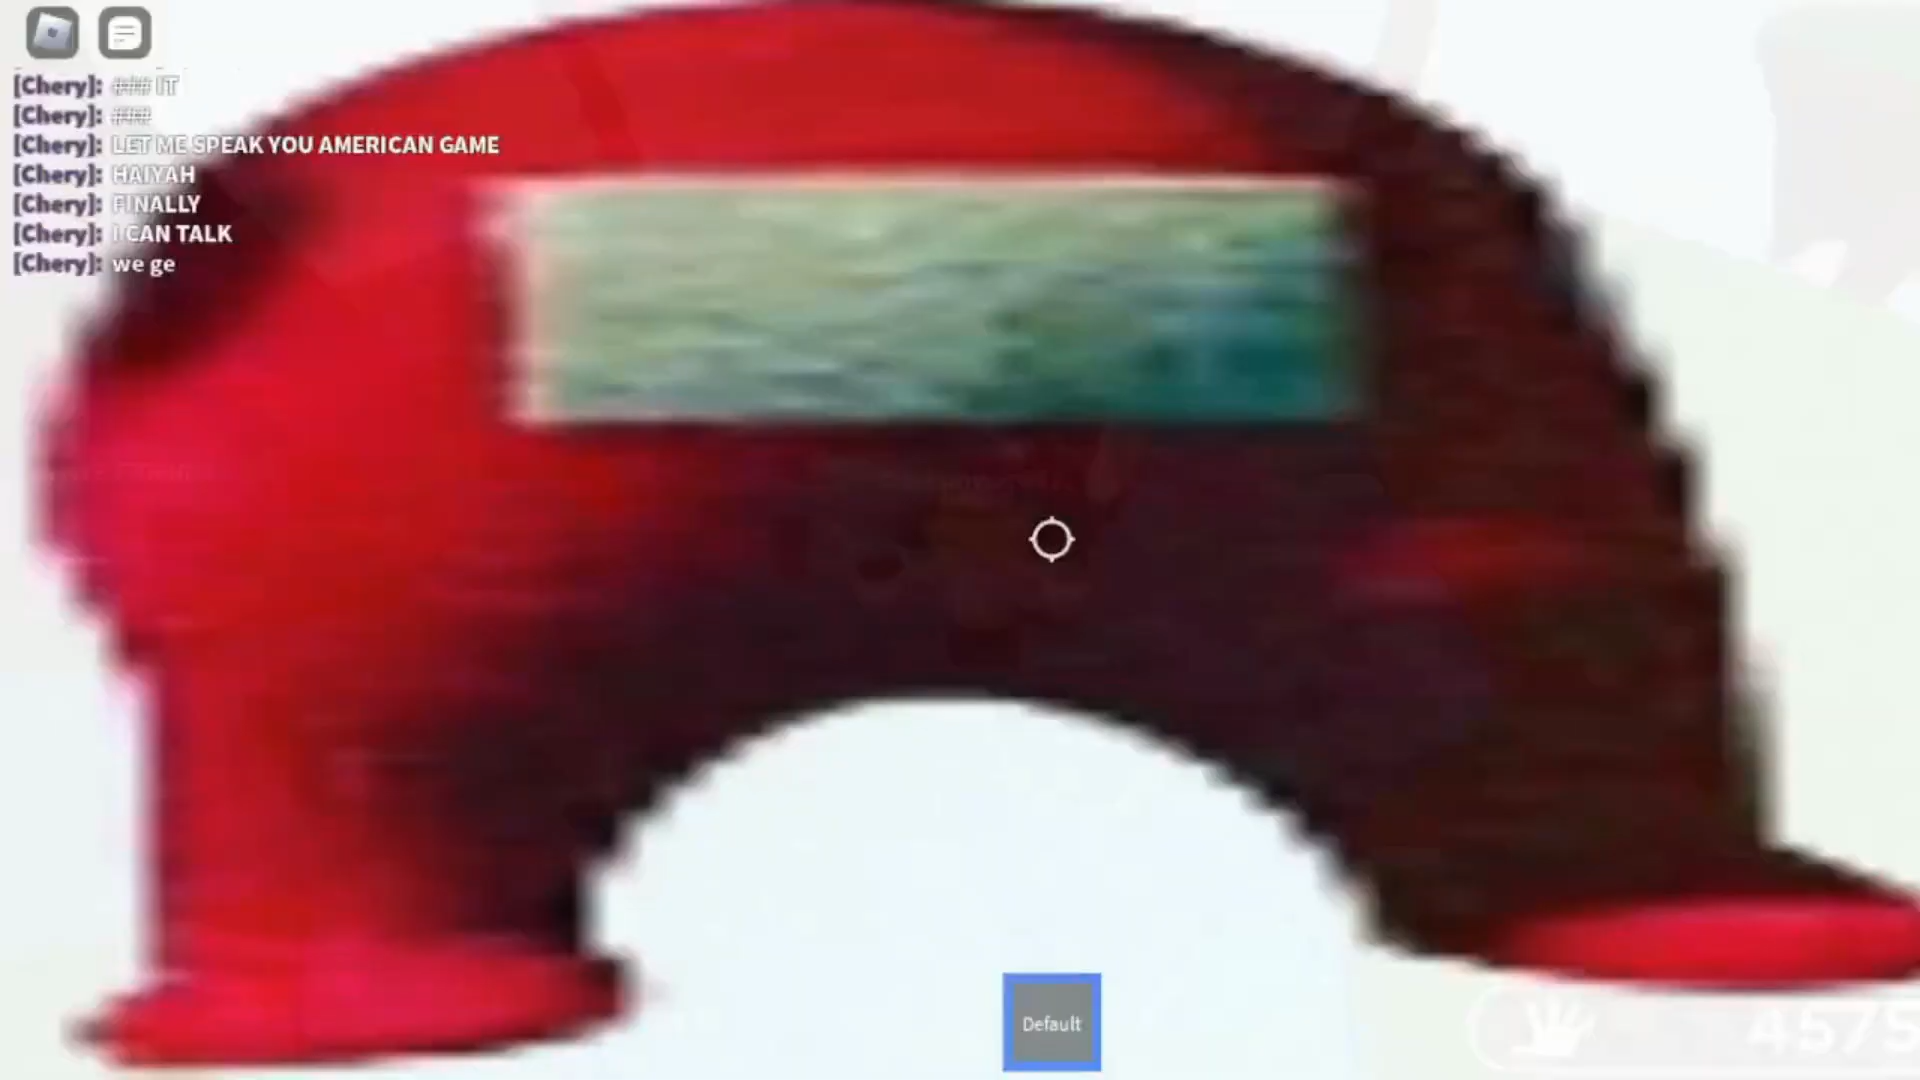 [Chery]: ### IT
[Chery]: ###
[Chery]: LET ME SPEAK YOU AMERICAN GAME
[Chery]: HAIYAH
[Chery]: FINALLY
[Chery]: I CAN TALK
[Chery]: we ge
Default
4575